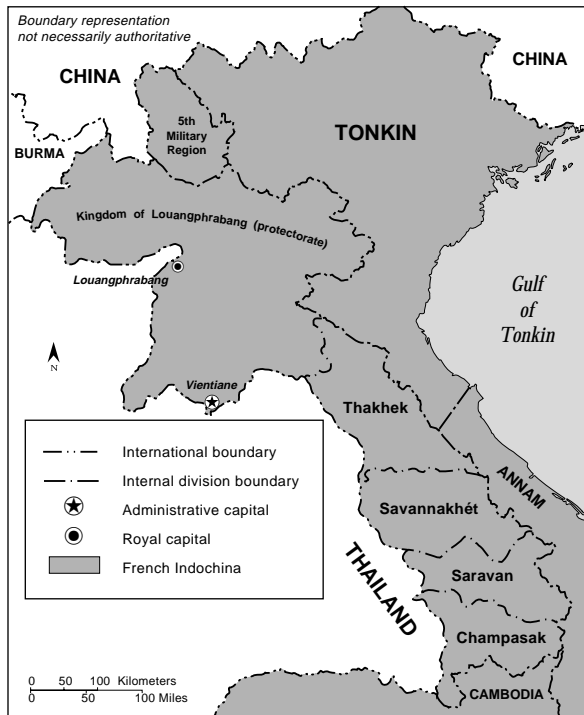 Boundary representation
not necessarily authoritative
CHINA
CHINA
5th
Military
Region
TONKIN
BURMA
Kingdom of Louangphrabang (protectorate)
Louangphrabang
Gulf
of
Tonkin
N
Vientiane
Thakhek
International boundary
Internal division boundary
Administrative capital
Royal capital
French Indochina
ANNAM
Savannakhét
THAILAND
Saravan
Champasak
CAMBODIA
0 50 100 Kilometers
0 50 100 Miles